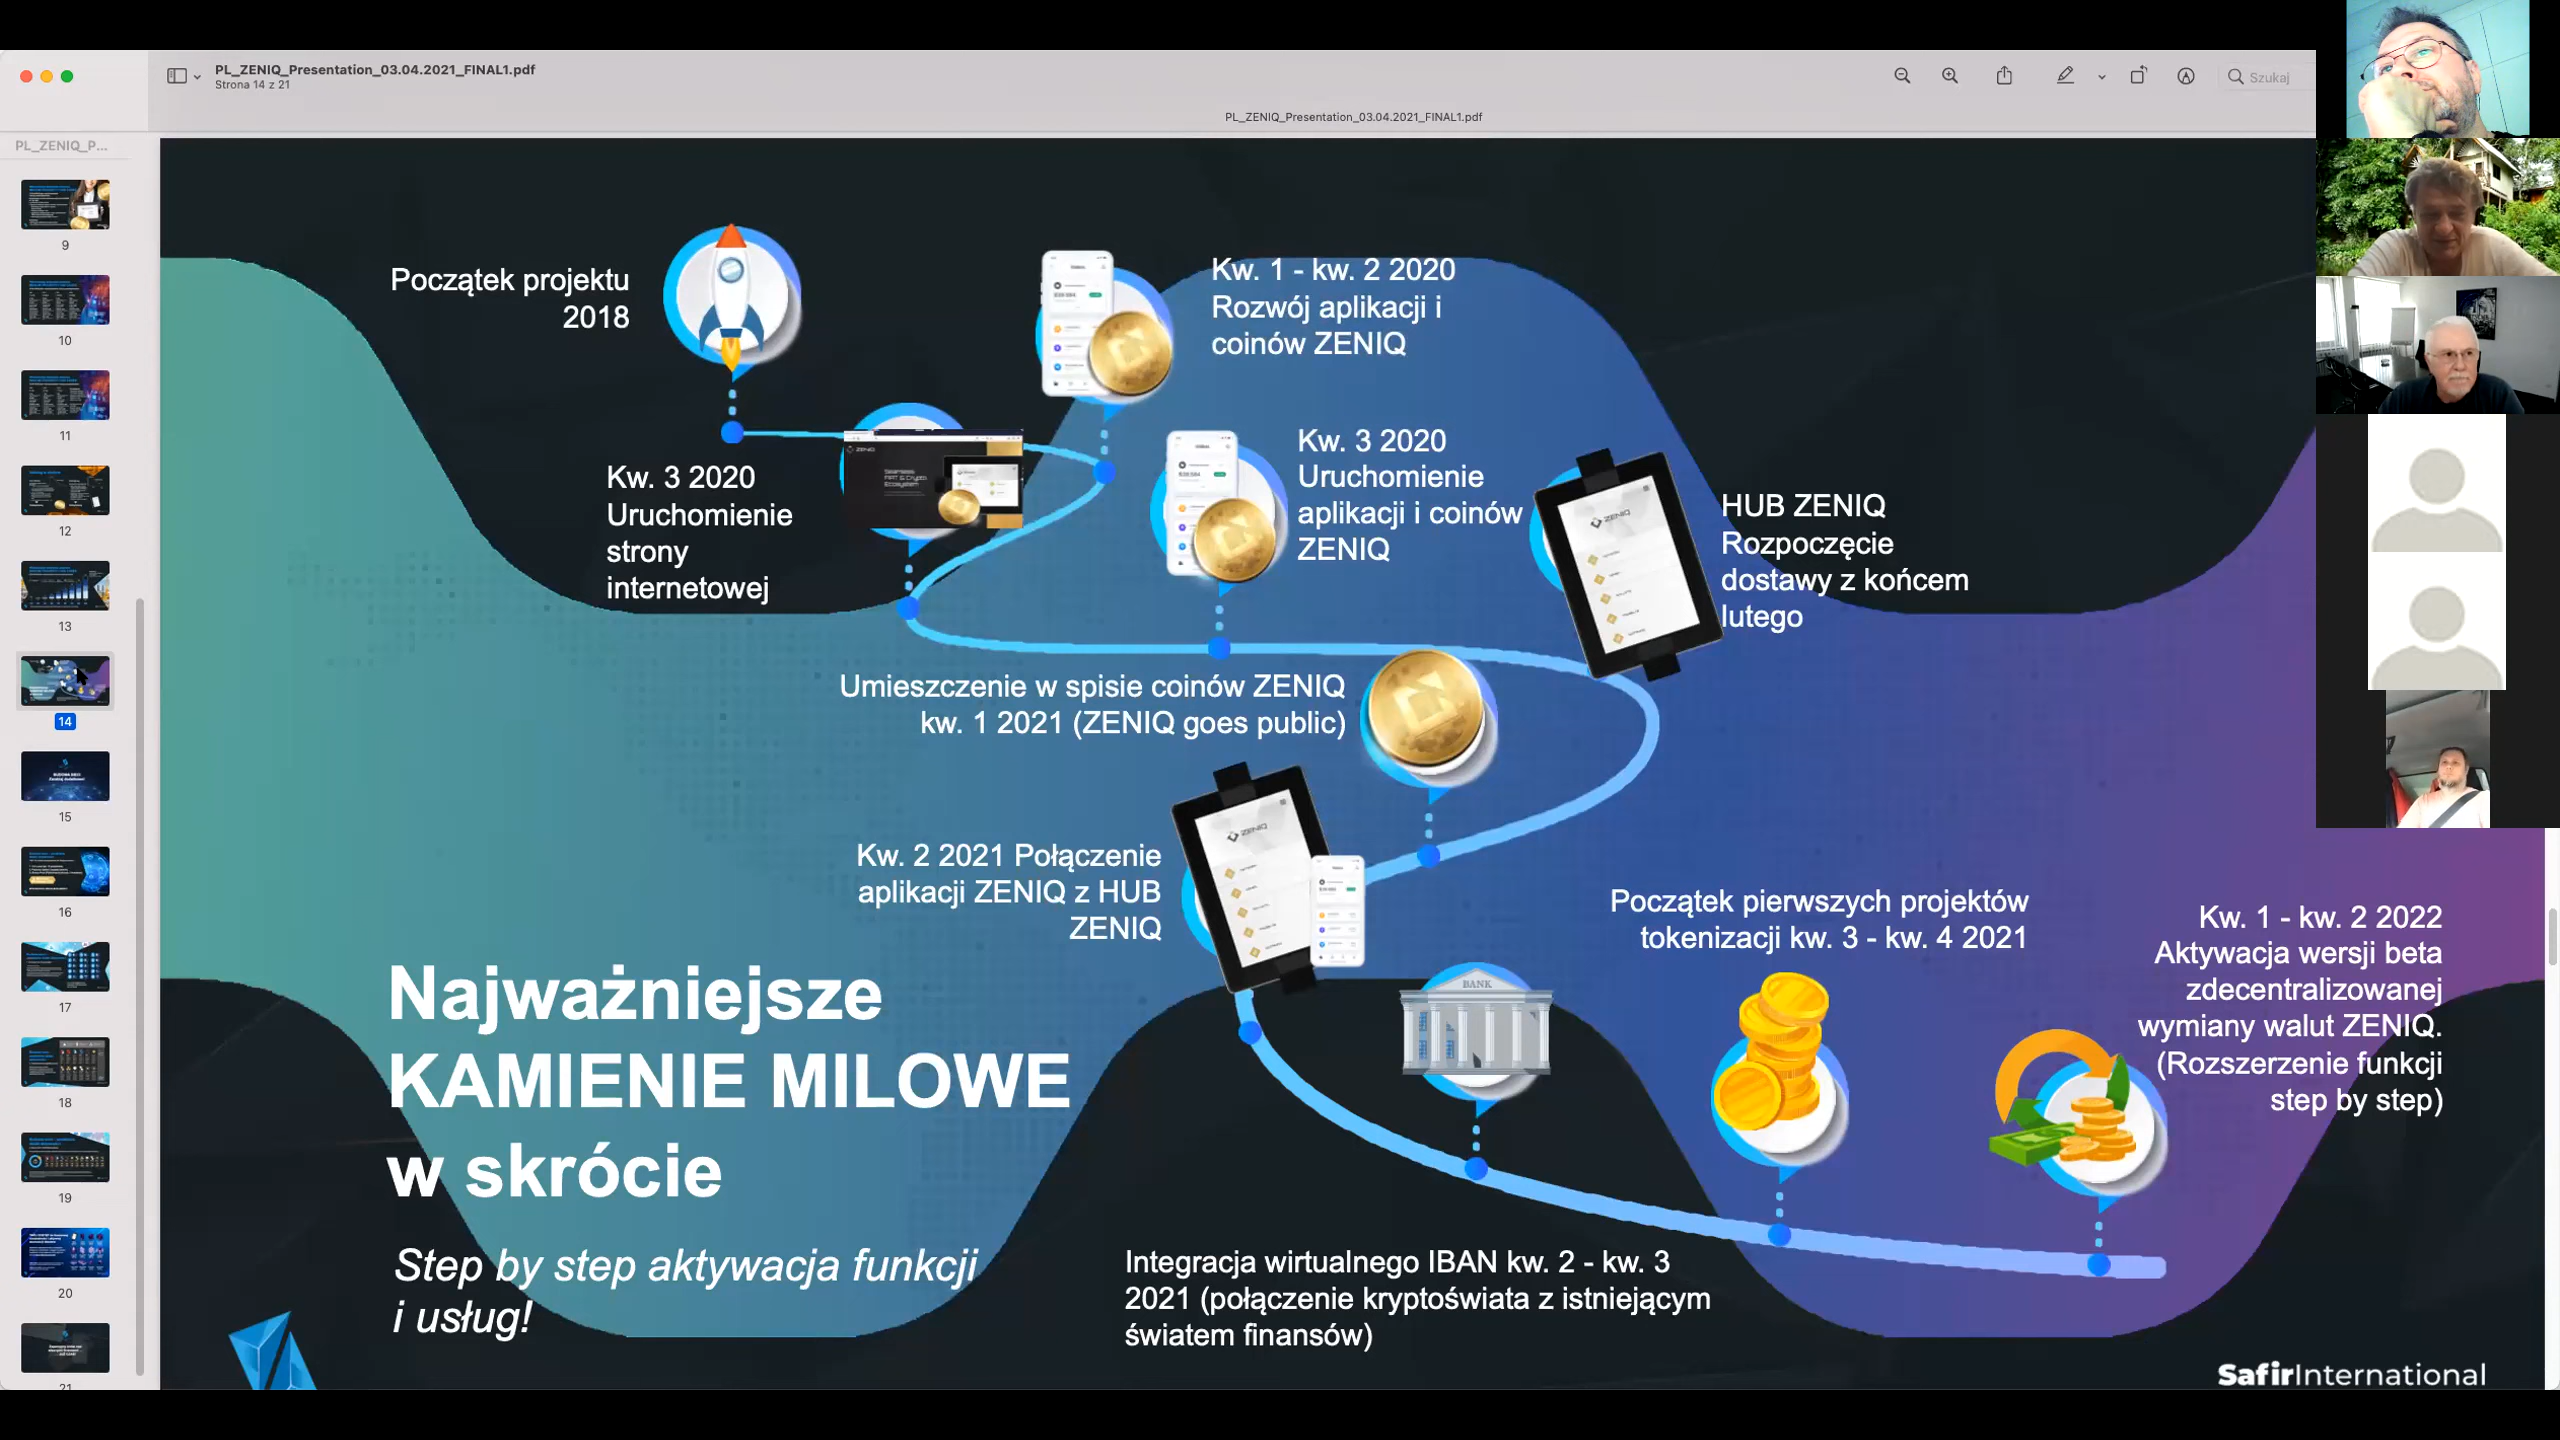 PL_ZENIQ_Presentation_03.04.2021_FINAL1.pdf
Strona 14 z 21
Szukaj
PL_ZENIQ_Presentation_03.04.2021_FINAL1.pdf
PL_ZENIQ_P...
9
10
11
12
13
14
15
16
17
18
19
20
21
Początek projektu
2018
Kw. 1 - kw. 2 2020
Rozwój aplikacji i
coinów ZENIQ
Kw. 3 2020
Uruchomienie
strony
internetowej
ZENIQ
Kw. 3 2020
Uruchomienie
aplikacji i coinów
ZENIQ
ZENIQ
HUB ZENIQ
Rozpoczęcie
dostawy z końcem
lutego
Umieszczenie w spisie coinów ZENIQ
kw. 1 2021 (ZENIQ goes public)
Kw. 2 2021 Połączenie
aplikacji ZENIQ z HUB
ZENIQ
ZENIQ
BANK
Początek pierwszych projektów
tokenizacji kw. 3 - kw. 4 2021
Kw. 1 - kw. 2 2022
Aktywacja wersji beta
zdecentralizowanej
wymiany walut ZENIQ.
(Rozszerzenie funkcji
step by step)
Najważniejsze
KAMIENIE MILOWE
w skrócie
Step by step aktywacja funkcji
i usług!
Integracja wirtualnego IBAN kw. 2 - kw. 3
2021 (połączenie kryptoświata z istniejącym
światem finansów)
SafirInternational